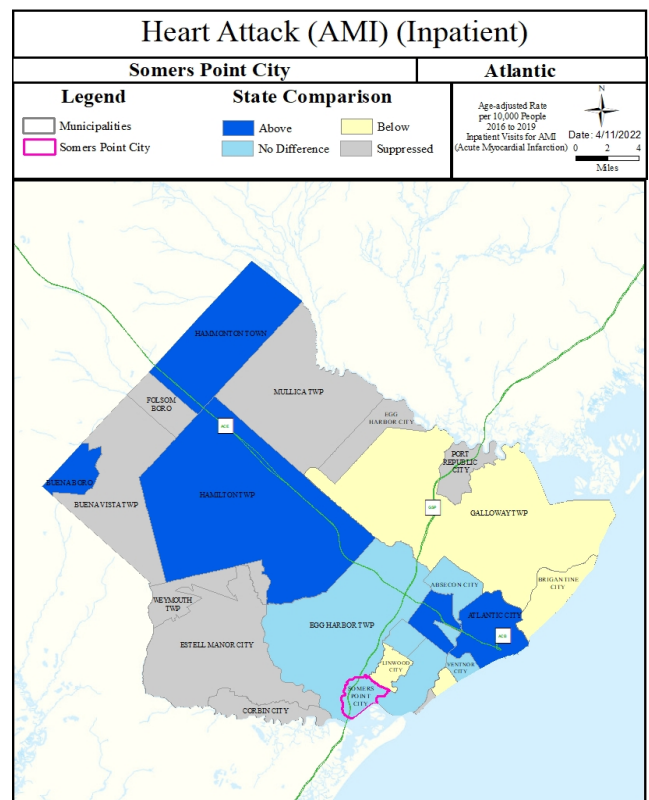 Heart Attack (AMI) (Inpatient)
Somers Point City
Atlantic
Legend
Municipalities
Somers Point City
State Comparison
Above
Below
No Difference
Suppressed
Age-adjusted Rate
per 10,000 People
2016 to 2019
Inpatient Visits for AMI
(Acute Myocardial Infarction)
N
Date: 4/11/2022
0 2 4
Miles
HAMMONTON TOWN
MULLICA TWP
FOLSOM
BORO
EGG
HARBOR CITY
PORT
REPUBLIC
CITY
BUENA BORO
BUENA VISTA TWP
HAMILTON TWP
GALLOWAY TWP
ABSECON CITY
BRIGANTINE
CITY
WEYMOUTH
TWP
ATLANTIC CITY
EGG HARBOR TWP
ESTELL MANOR CITY
LINWOOD
CITY
VENTNOR
CITY
SOMERS
POINT
CITY
CORBIN CITY